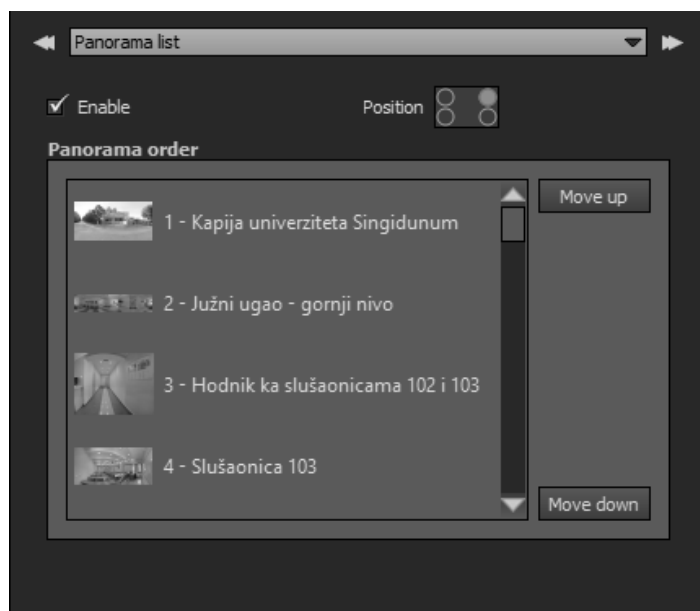 Panorama list
Enable
Position
Panorama order
1 - Kapija univerziteta Singidunum
Move up
2 - Južni ugao - gornji nivo
3 - Hodnik ka slušaonicama 102 i 103
4 - Slušaonica 103
Move down